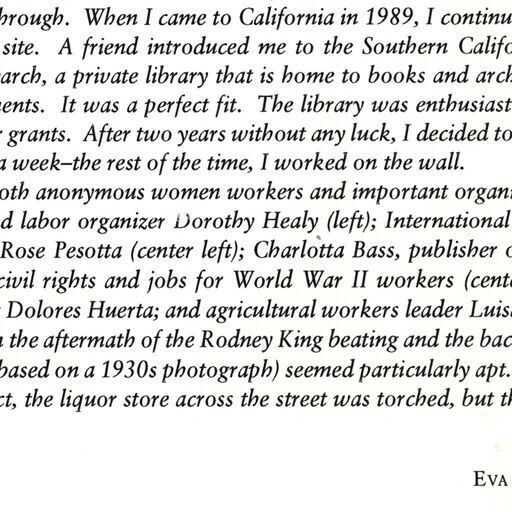 hrough. When I came to California in 1989, I continu
site. A friend introduced me to the Southern Califo
arch, a private library that is home to books and arch
ents. It was a perfect fit. The library was enthusiast
grants. After two years without any luck, I decided to
a week–the rest of the time, I worked on the wall.
oth anonymous women workers and important organi
d labor organizer Dorothy Healy (left); International
Rose Pesotta (center left); Charlotta Bass, publisher o
civil rights and jobs for World War II workers (cent
Dolores Huerta; and agricultural workers leader Luis
the aftermath of the Rodney King beating and the bac
based on a 1930s photograph) seemed particularly apt.
ct, the liquor store across the street was torched, but th
EVA